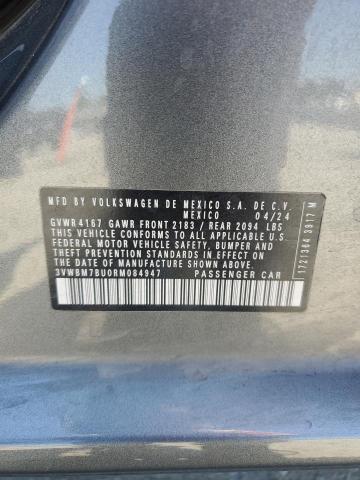 MFD BY VOLKSWAGEN DE MEXICO S.A. DE C.V.
MEXICO 04/24
GVWR 4167 GAWR FRONT 2183 / REAR 2094 LBS
THIS VEHICLE CONFORMS TO ALL APPLICABLE U.S
FEDERAL MOTOR VEHICLE SAFETY, BUMPER AND
THEFT PREVENTION STANDARDS IN EFFECT ON THE
DATE OF MANUFACTURE SHOWN ABOVE.
3VWBM7BU0RM084947 PASSENGER CAR
1721364 3917 M